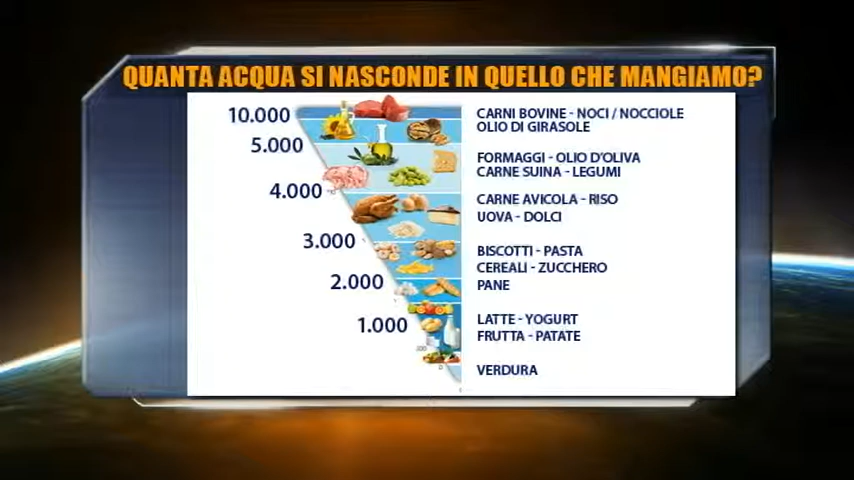 QUANTA ACQUA SI NASCONDE IN QUELLO CHE MANGIAMO?
10.000
CARNI BOVINE - NOCI / NOCCIOLE
OLIO DI GIRASOLE
5.000
FORMAGGI - OLIO D'OLIVA
CARNE SUINA - LEGUMI
4.000
CARNE AVICOLA - RISO
UOVA - DOLCI
3.000
BISCOTTI - PASTA
CEREALI - ZUCCHERO
2.000
PANE
1.000
LATTE - YOGURT
FRUTTA - PATATE
VERDURA
0